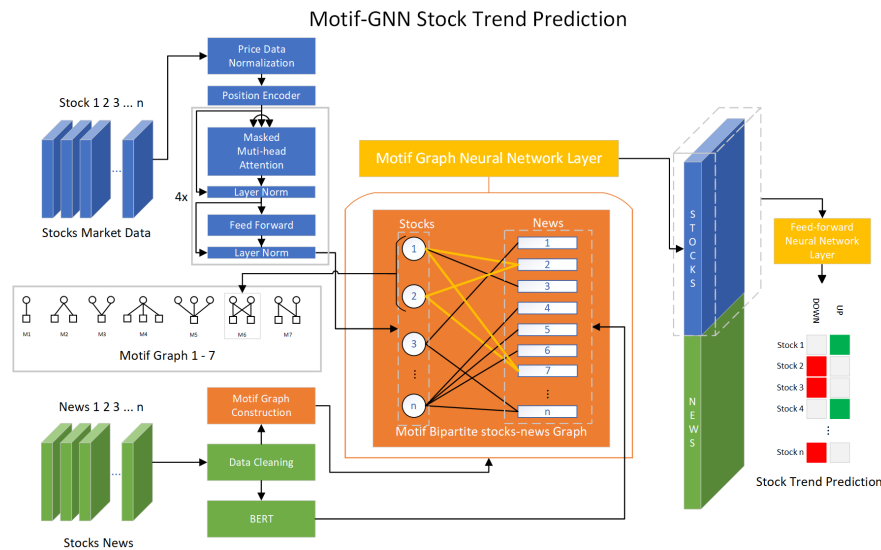 Motif-GNN Stock Trend Prediction
Price Data
Normalization
Position Encoder
Stock 1 2 3 ... n
...
Stocks Market Data
4x
Masked
Muti-head
Attention
Layer Norm
Feed Forward
Layer Norm
Motif Graph Neural Network Layer
Stocks
News
1
2
3
...
n
1
2
3
4
5
6
7
...
n
Motif Bipartite stocks-news Graph
M1
M2
M3
M4
M5
M6
M7
Motif Graph 1 - 7
News 1 2 3 ... n
...
Stocks News
Motif Graph
Construction
Data Cleaning
BERT
STOCKS
NEWS
Feed-forward
Neural Network
Layer
DOWN
UP
Stock 1
Stock 2
Stock 3
Stock 4
...
Stock n
Stock Trend Prediction